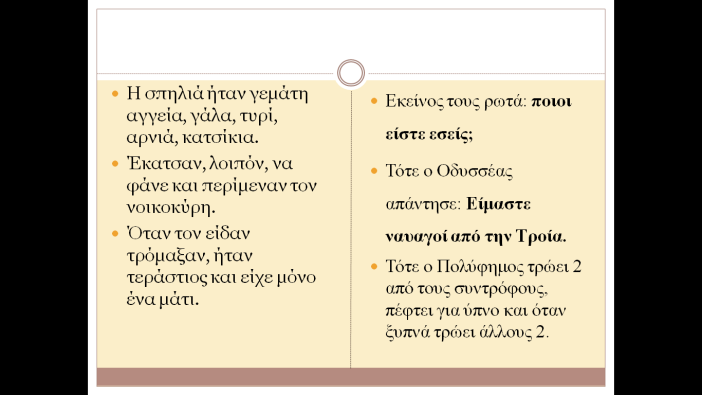 • Η σπηλιά ήταν γεμάτη
αγγεία, γάλα, τυρί,
αρνιά, κατσίκια.
• Έκατσαν, λοιπόν, να
φάνε και περίμεναν τον
νοικοκύρη.
• Όταν τον είδαν
τρόμαξαν, ήταν
τεράστιος και είχε μόνο
ένα μάτι.
• Εκείνος τους ρωτά: ποιοι
είστε εσείς;
• Τότε ο Οδυσσέας
απάντησε: Είμαστε
ναυαγοί από την Τροία.
• Τότε ο Πολύφημος τρώει 2
από τους συντρόφους,
πέφτει για ύπνο και όταν
ξυπνά τρώει άλλους 2.